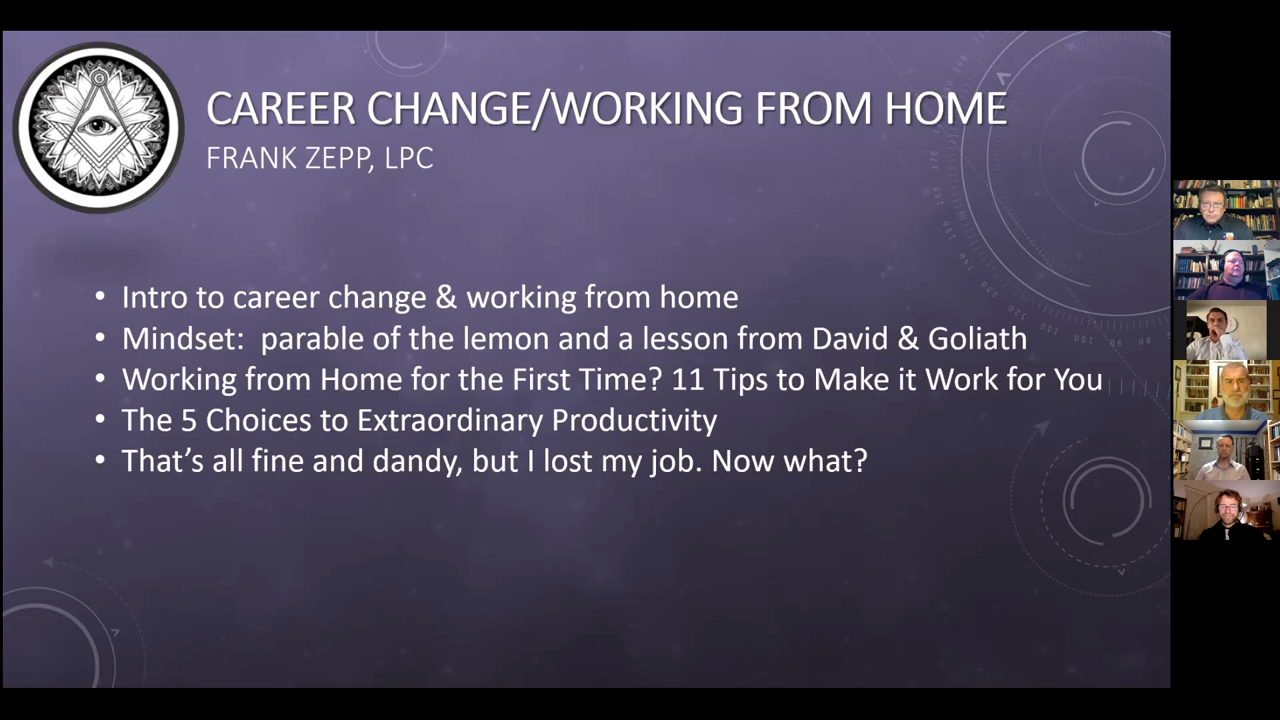 CAREER CHANGE/WORKING FROM HOME
FRANK ZEPP, LPC
• Intro to career change & working from home
• Mindset:  parable of the lemon and a lesson from David & Goliath
• Working from Home for the First Time? 11 Tips to Make it Work for You
• The 5 Choices to Extraordinary Productivity
• That's all fine and dandy, but I lost my job. Now what?